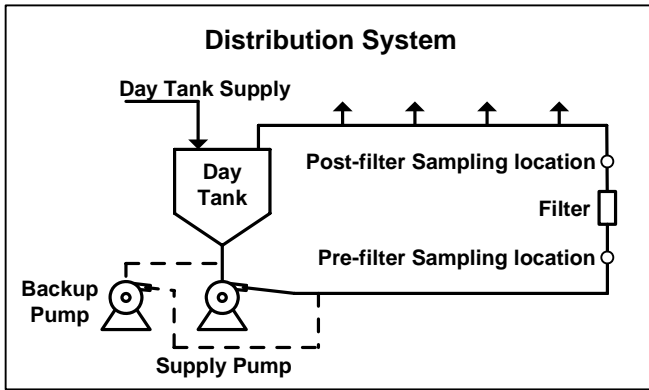 Distribution System
Day Tank Supply
Post-filter Sampling location
Day
Tank
Filter
Pre-filter Sampling location
Backup
Pump
Supply Pump